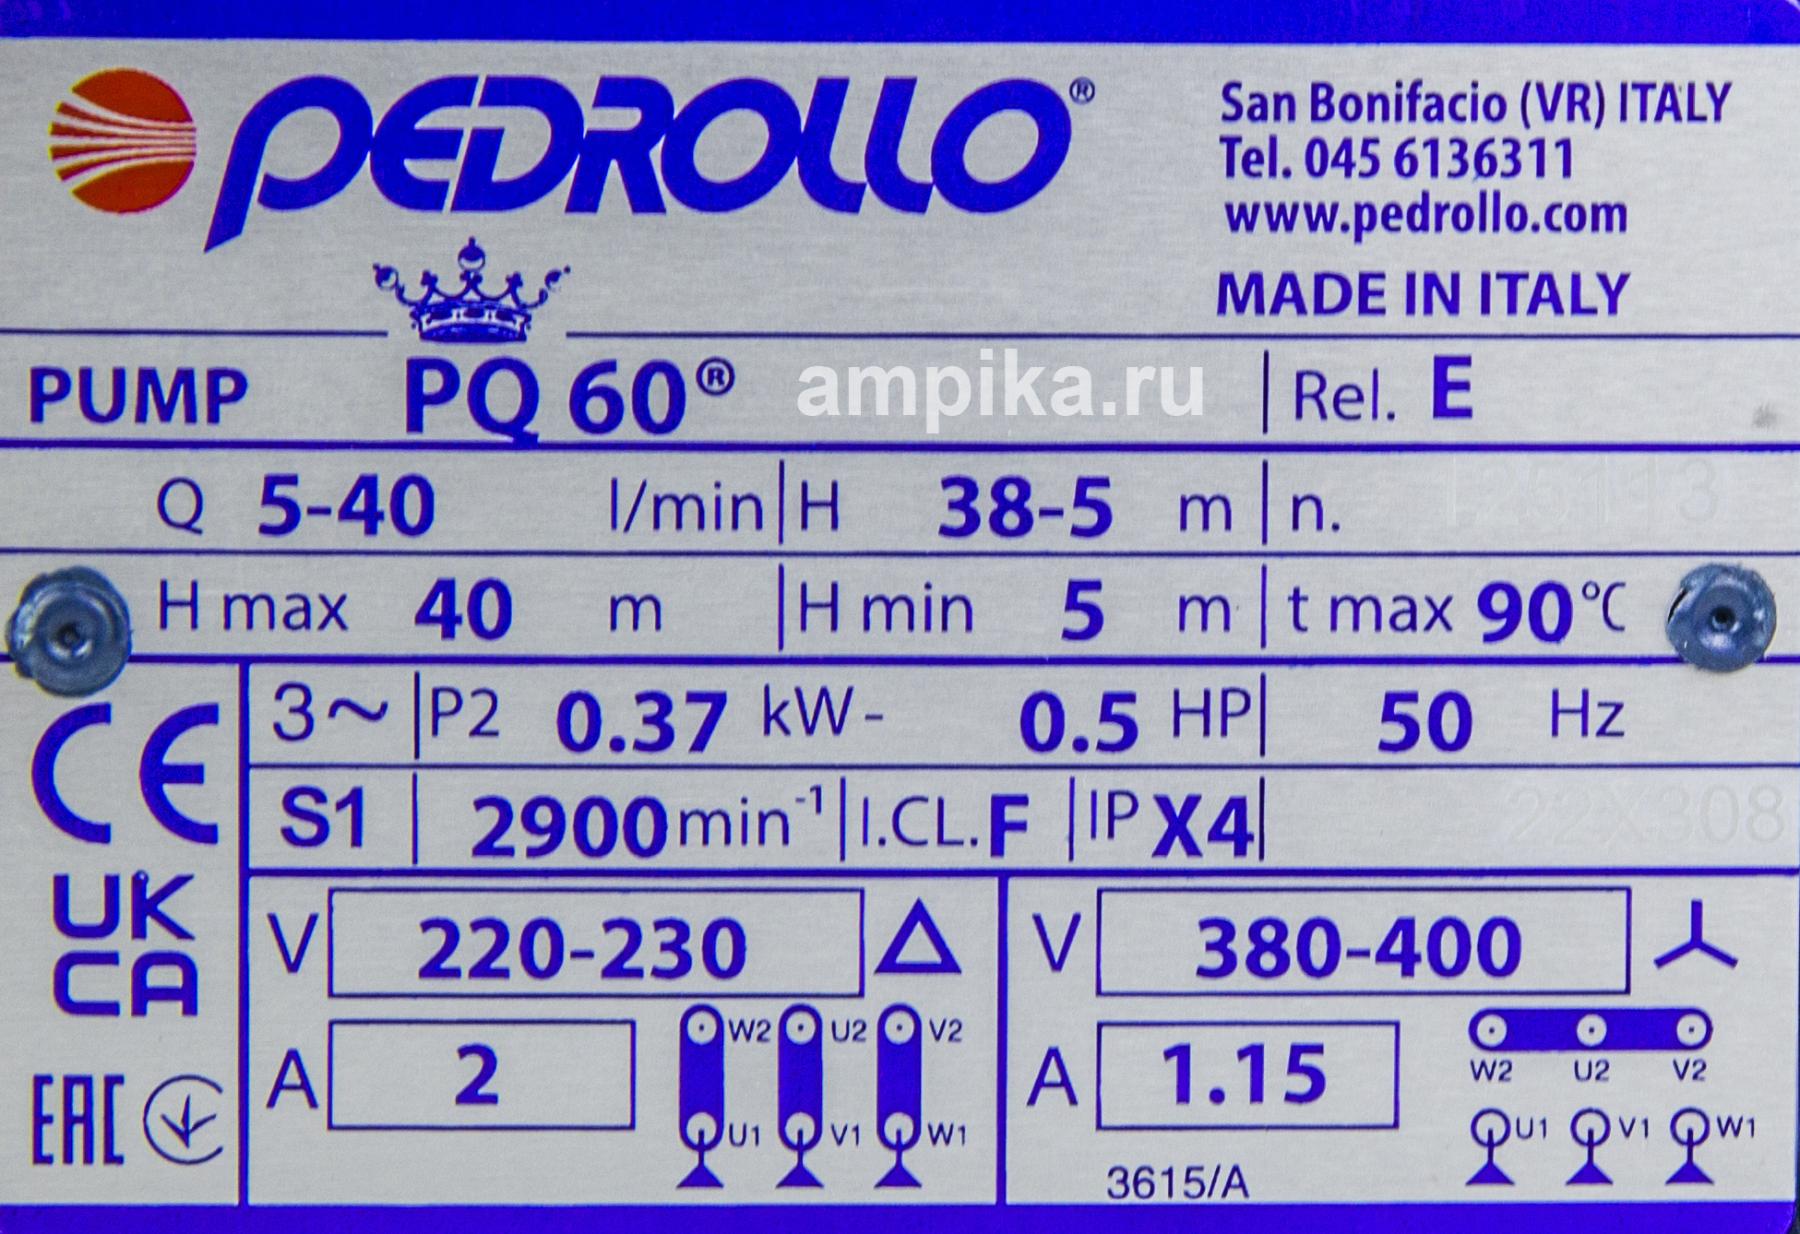 PEDROLLO®
San Bonifacio (VR) ITALY
Tel. 045 6136311
www.pedrollo.com
MADE IN ITALY
PUMP PQ 60® Rel. E
ampika.ru
Q 5-40 l/min H 38-5 m n.
H max 40 m H min 5 m t max 90 °C
CE 3~ P2 0.37 kW - 0.5 HP 50 Hz
S1 2900 min⁻¹ I.CL. F IP X4 22X308
UK
CA
V 220-230 Δ V 380-400
A 2 A 1.15
W2 U2 V2
U1 V1 W1
W2 U2 V2
U1 V1 W1
EAC
3615/A